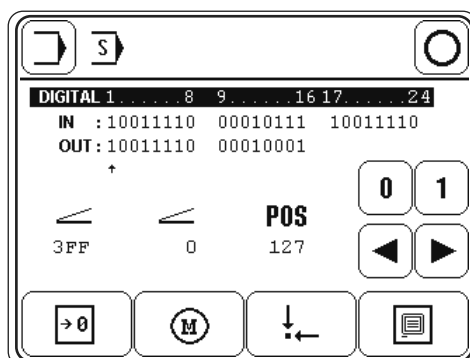 S
DIGITAL 1......8 9......16 17......24
IN :10011110 00010111 10011110
OUT:10011110 00010001
0 1
POS
3FF 0 127
→0 M